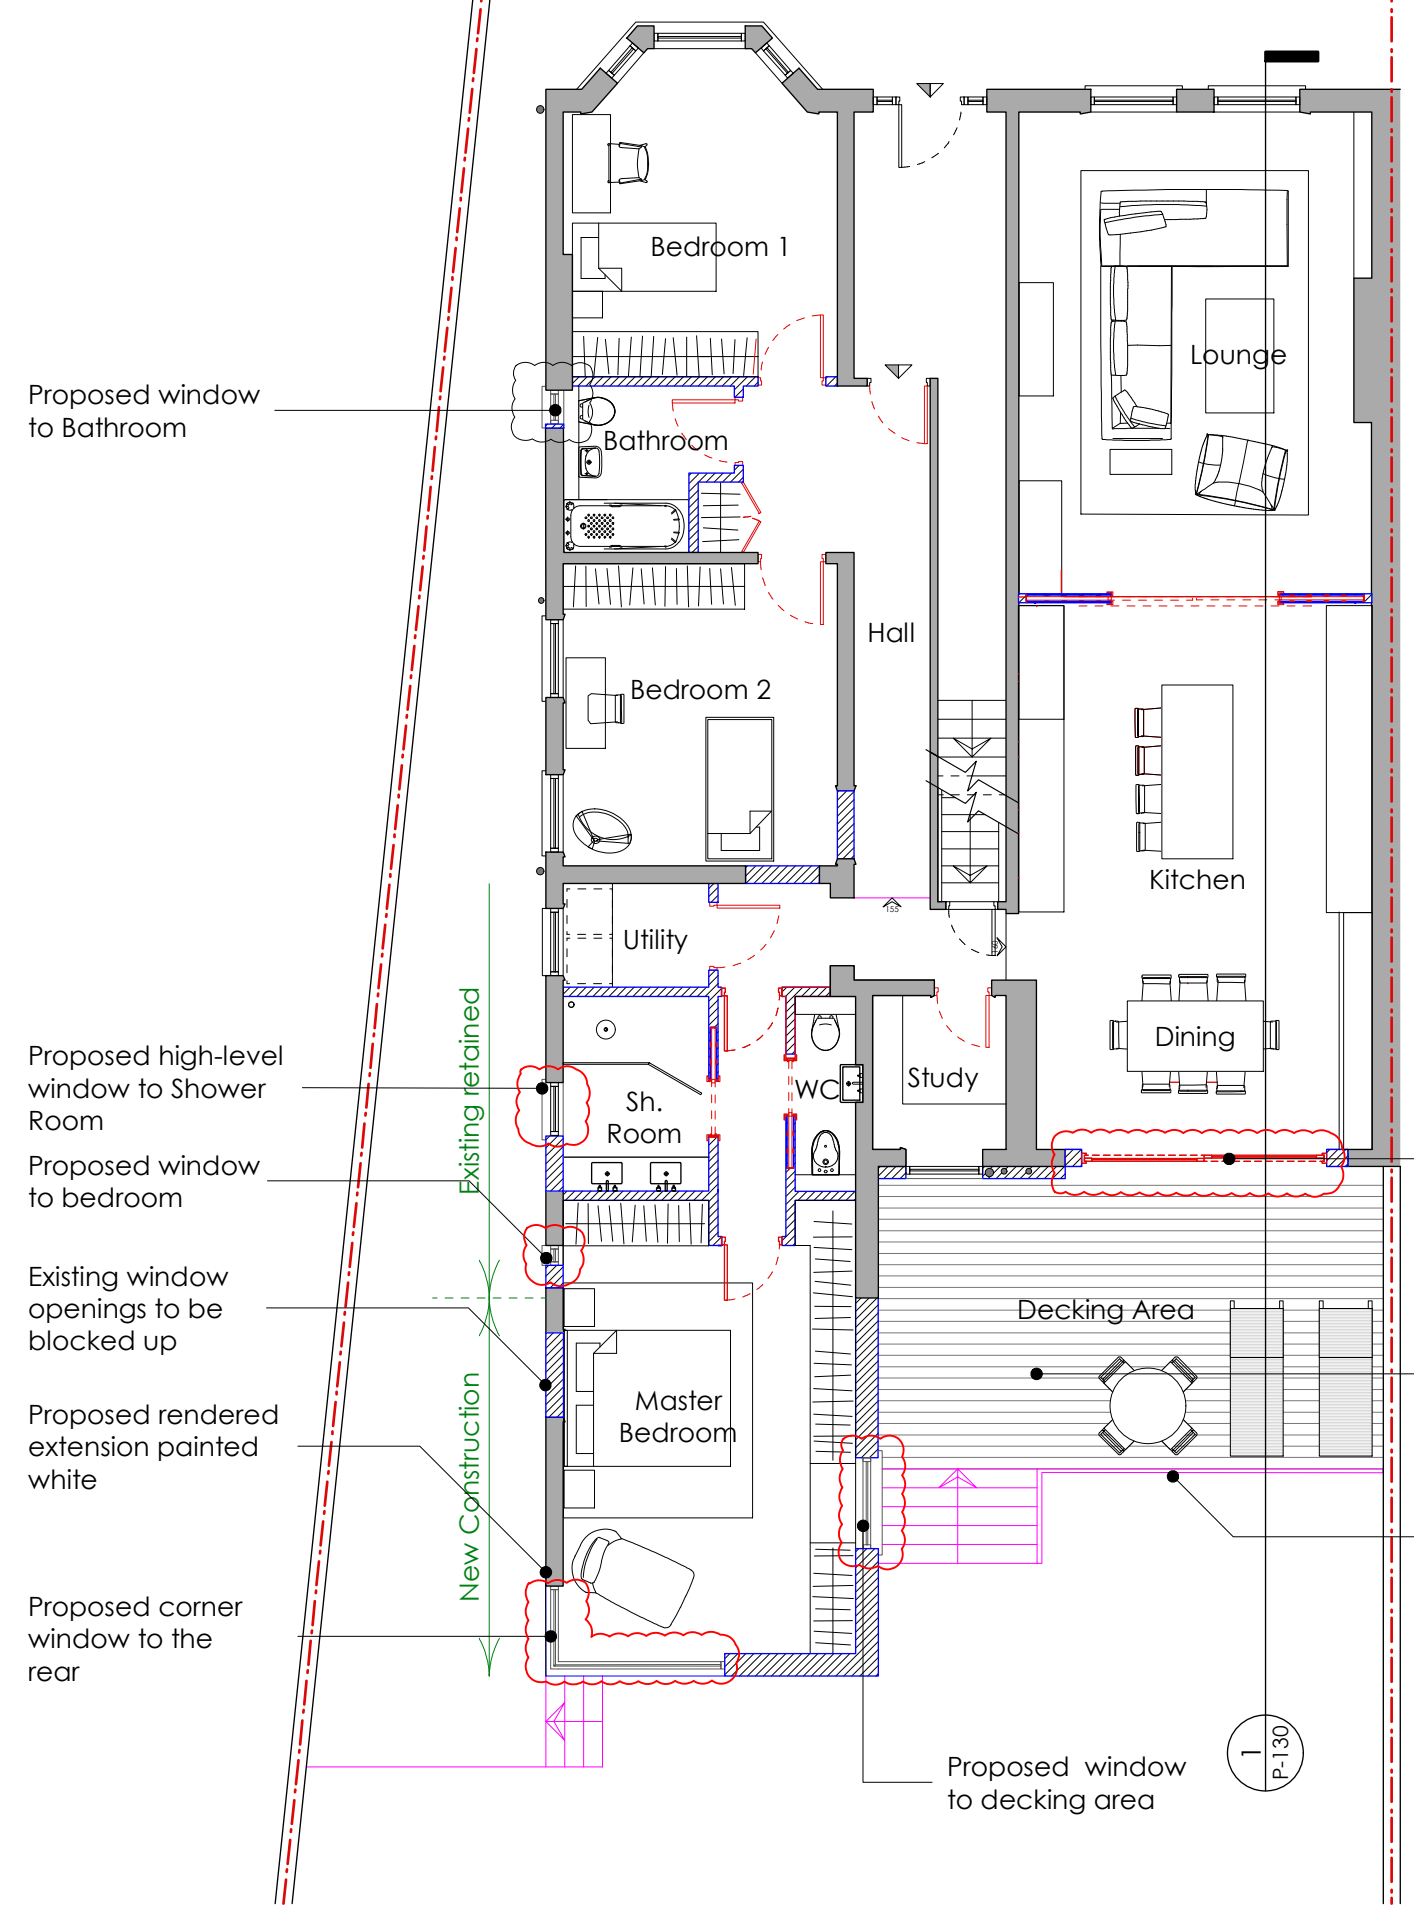 Bedroom 1
Lounge
Proposed window
to Bathroom
Bathroom
Hall
Bedroom 2
Kitchen
155
Utility
Dining
Proposed high-level
window to Shower
Room
Existing retained
Sh.
Room
WC
Study
Proposed window
to bedroom
Existing window
openings to be
blocked up
Decking Area
Master
Bedroom
Proposed rendered
extension painted
white
New Construction
Proposed corner
window to the
rear
Proposed window
to decking area
1
P-130